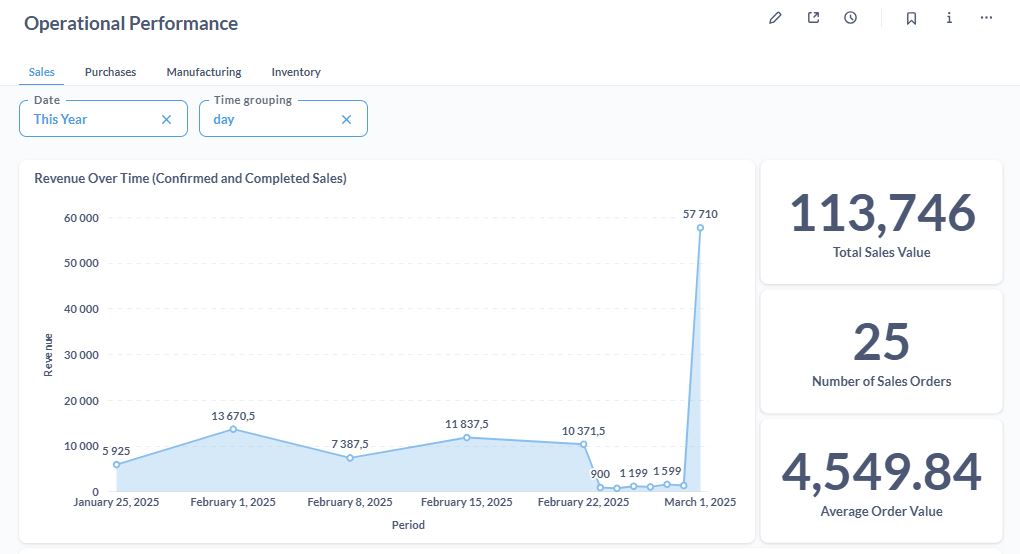 Operational Performance
Sales Purchases Manufacturing Inventory
Date
This Year
Time grouping
day
Revenue Over Time (Confirmed and Completed Sales)
60 000
50 000
40 000
30 000
20 000
10 000
0
Revenue
5 925
13 670,5
7 387,5
11 837,5
10 371,5
900
1 199
1 599
57 710
January 25, 2025
February 1, 2025
February 8, 2025
February 15, 2025
February 22, 2025
March 1, 2025
Period
113,746
Total Sales Value
25
Number of Sales Orders
4,549.84
Average Order Value